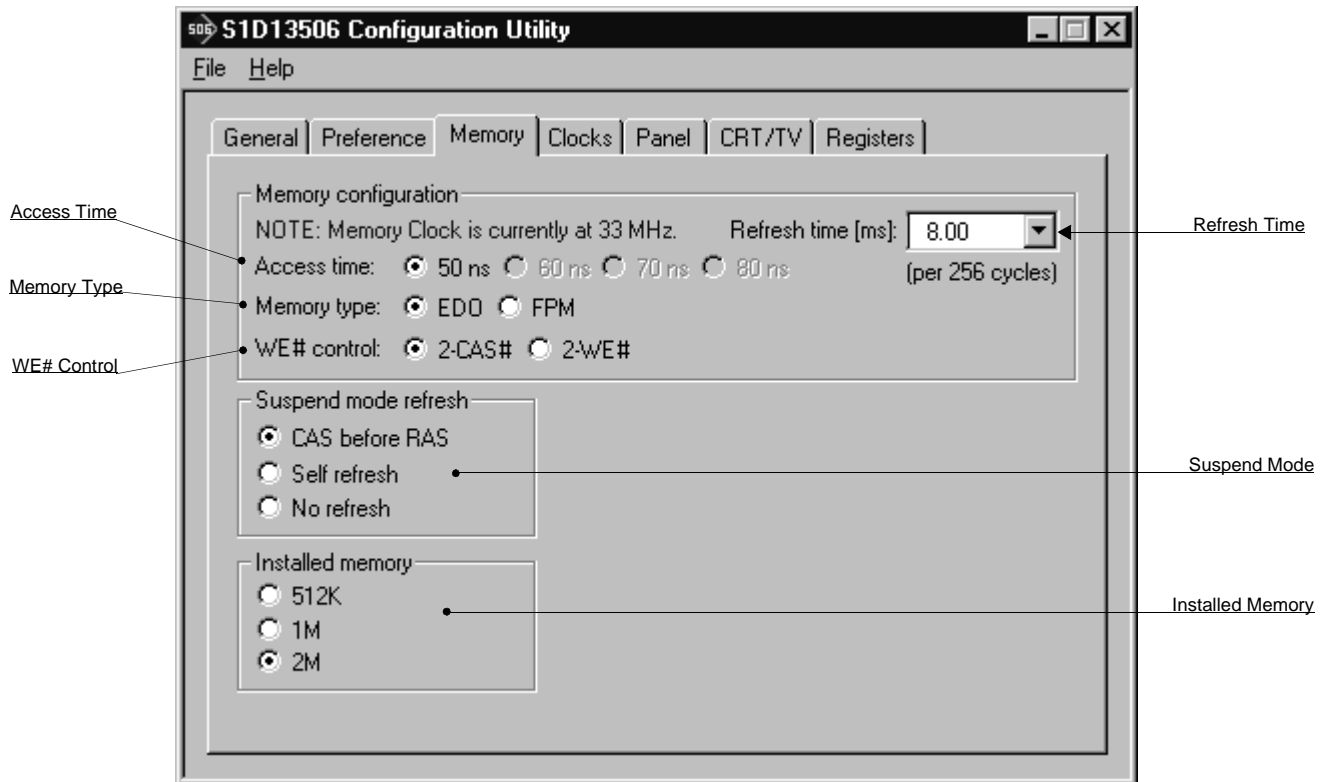 506 S1D13506 Configuration Utility
File Help
General Preference Memory Clocks Panel CRT/TV Registers
Memory configuration
NOTE: Memory Clock is currently at 33 MHz. Refresh time [ms]: 8.00
(per 256 cycles)
Access time: 50 ns 60 ns 70 ns 80 ns
Memory type: EDO FPM
WE# control: 2-CAS# 2-WE#
Suspend mode refresh
CAS before RAS
Self refresh
No refresh
Installed memory
512K
1M
2M
Access Time
Memory Type
WE# Control
Refresh Time
Suspend Mode
Installed Memory